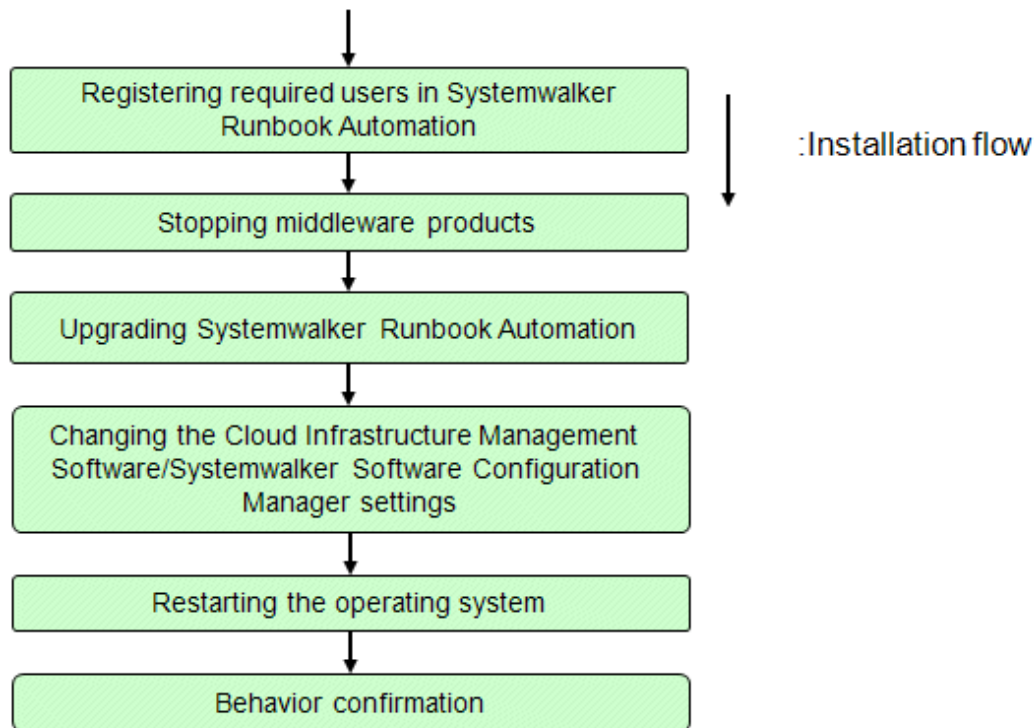 Registering required users in Systemwalker
Runbook Automation
:Installation flow
Stopping middleware products
Upgrading Systemwalker Runbook Automation
Changing the Cloud Infrastructure Management
Software/Systemwalker Software Configuration
Manager settings
Restarting the operating system
Behavior confirmation